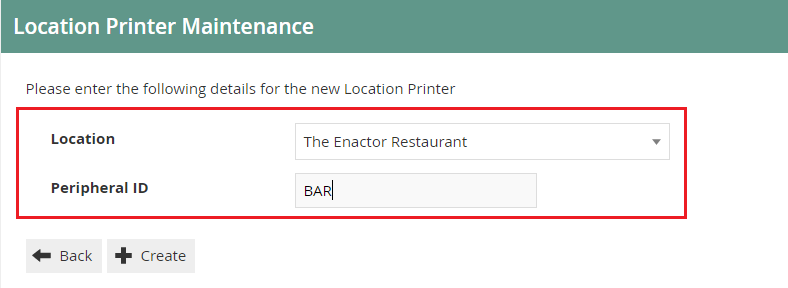 Location Printer Maintenance
Please enter the following details for the new Location Printer
Location The Enactor Restaurant
Peripheral ID BAR
Back Create